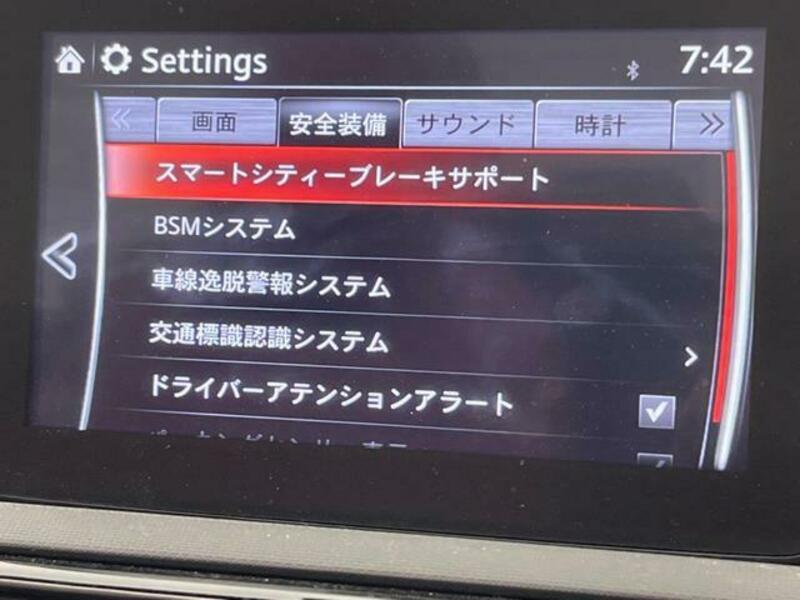 Settings
7:42
画面 安全装備 サウンド 時計
スマートシティーブレーキサポート
BSMシステム
車線逸脱警報システム
交通標識認識システム
ドライバーアテンションアラート